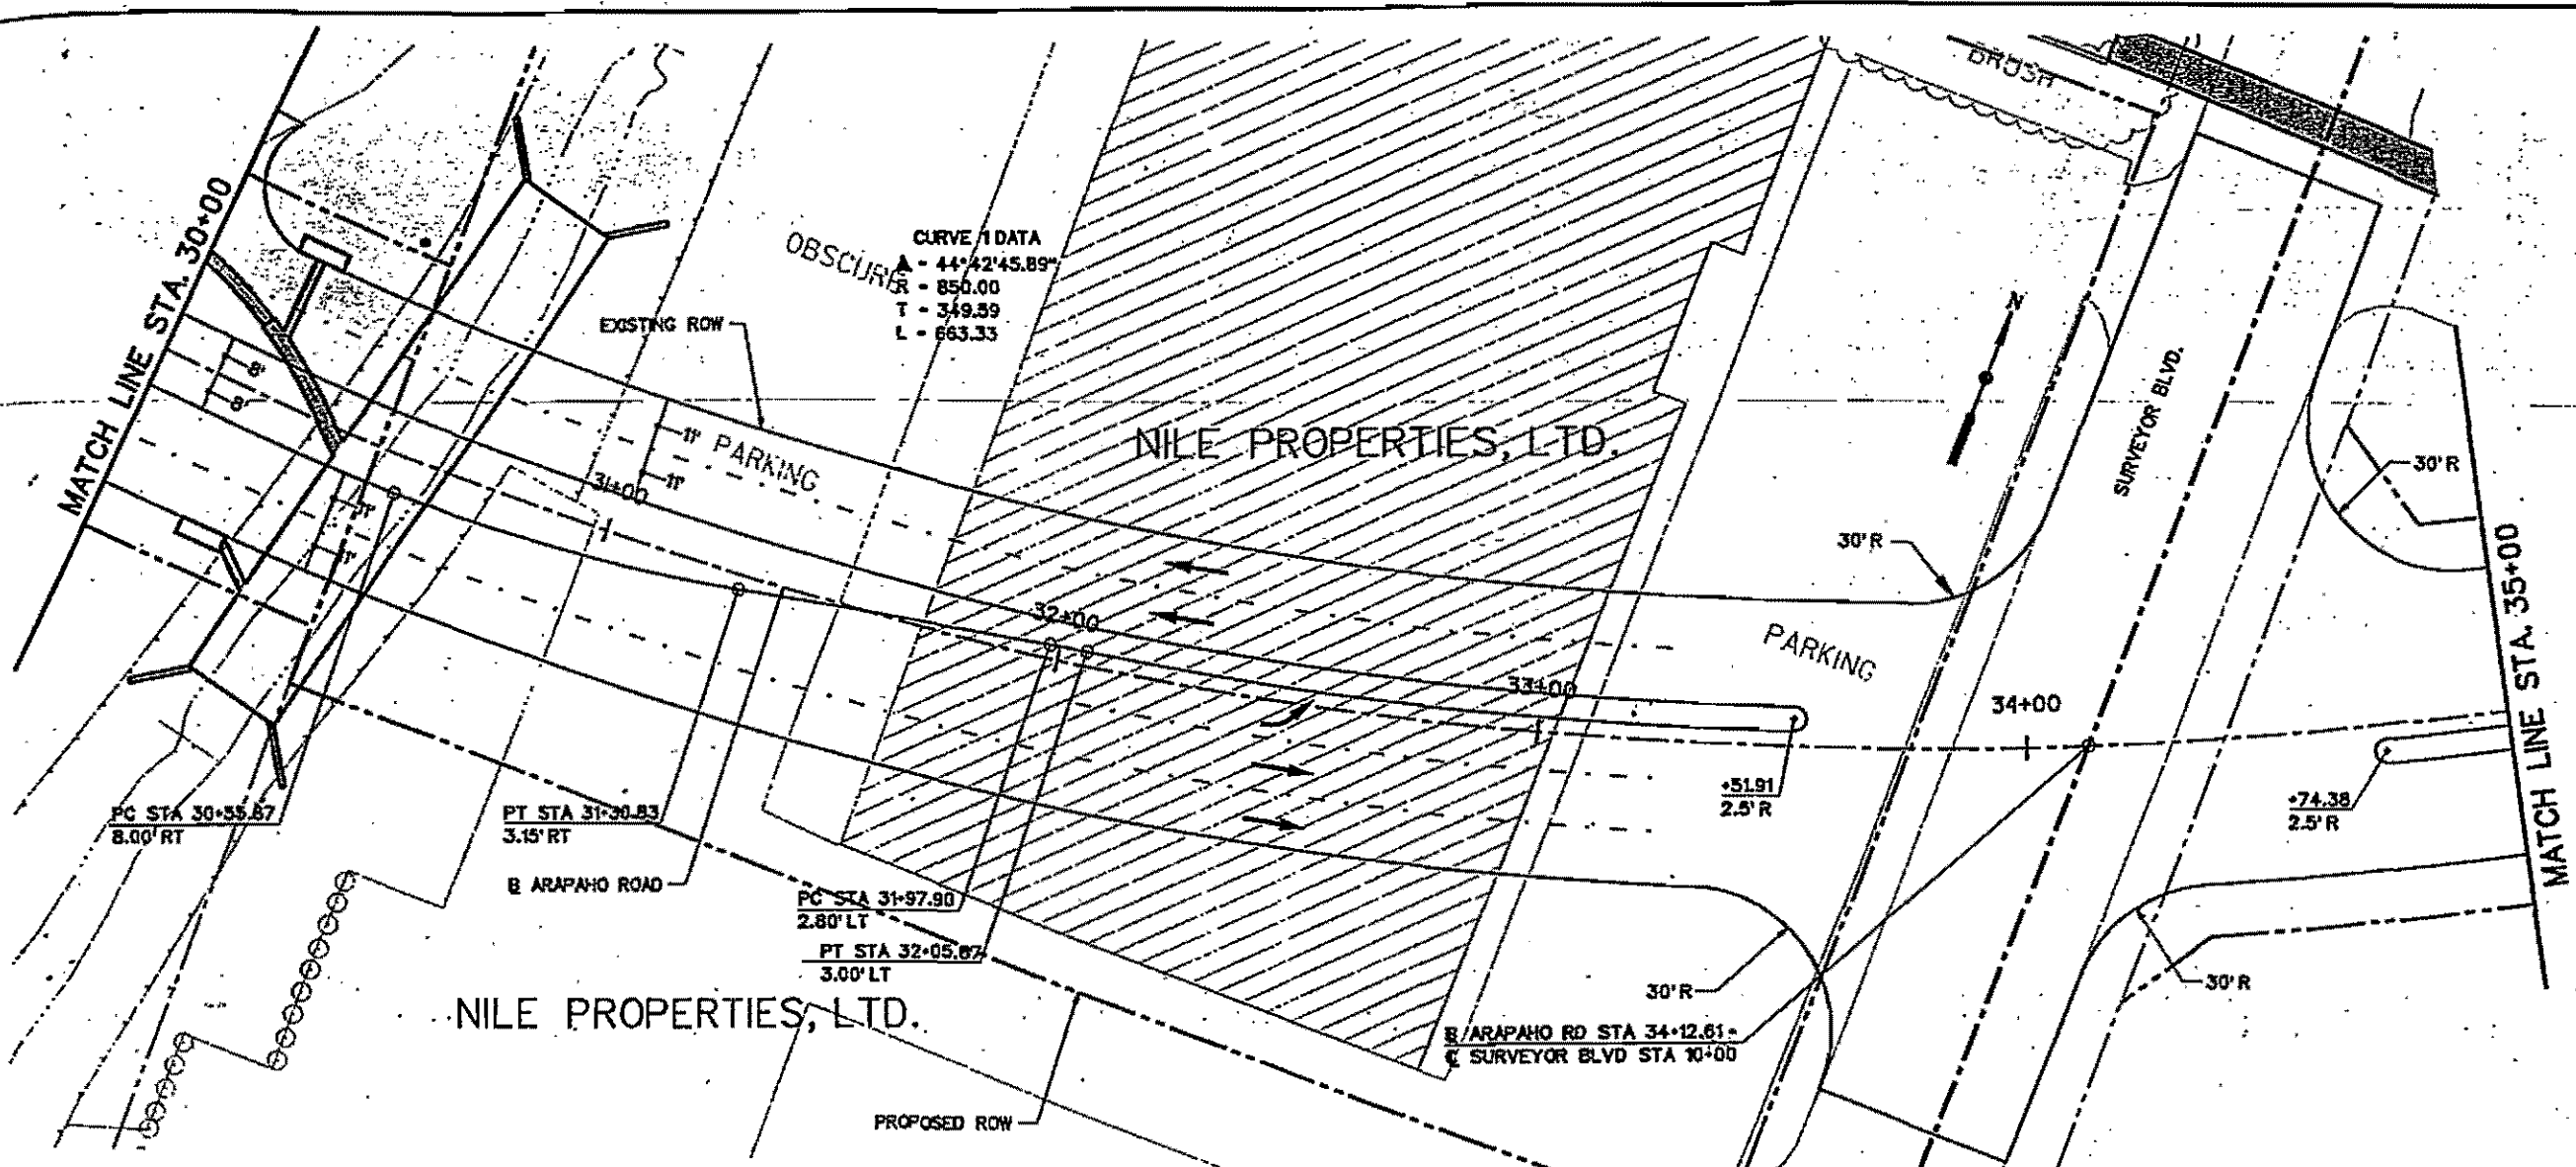 BRUSH
MATCH LINE STA. 30+00
OBSCURE
CURVE 1 DATA
Δ - 44°42'45.89"
R - 850.00
T - 349.59
L - 663.33
EXISTING ROW
N
SURVEYOR BLVD.
8'
8'
11'
11'
PARKING
NILE PROPERTIES, LTD.
30'R
31+00
11'
11'
30'R
32+00
PARKING
33+00
34+00
MATCH LINE STA. 35+00
PC STA 30+55.87
8.00' RT
PT STA 31+30.83
3.15' RT
+51.91
2.5' R
+74.38
2.5' R
B ARAPAHO ROAD
PC STA 31+97.90
2.80' LT
PT STA 32+05.87
3.00' LT
NILE PROPERTIES, LTD.
30'R
30'R
B ARAPAHO RD STA 34+12.61=
C SURVEYOR BLVD STA 10+00
PROPOSED ROW